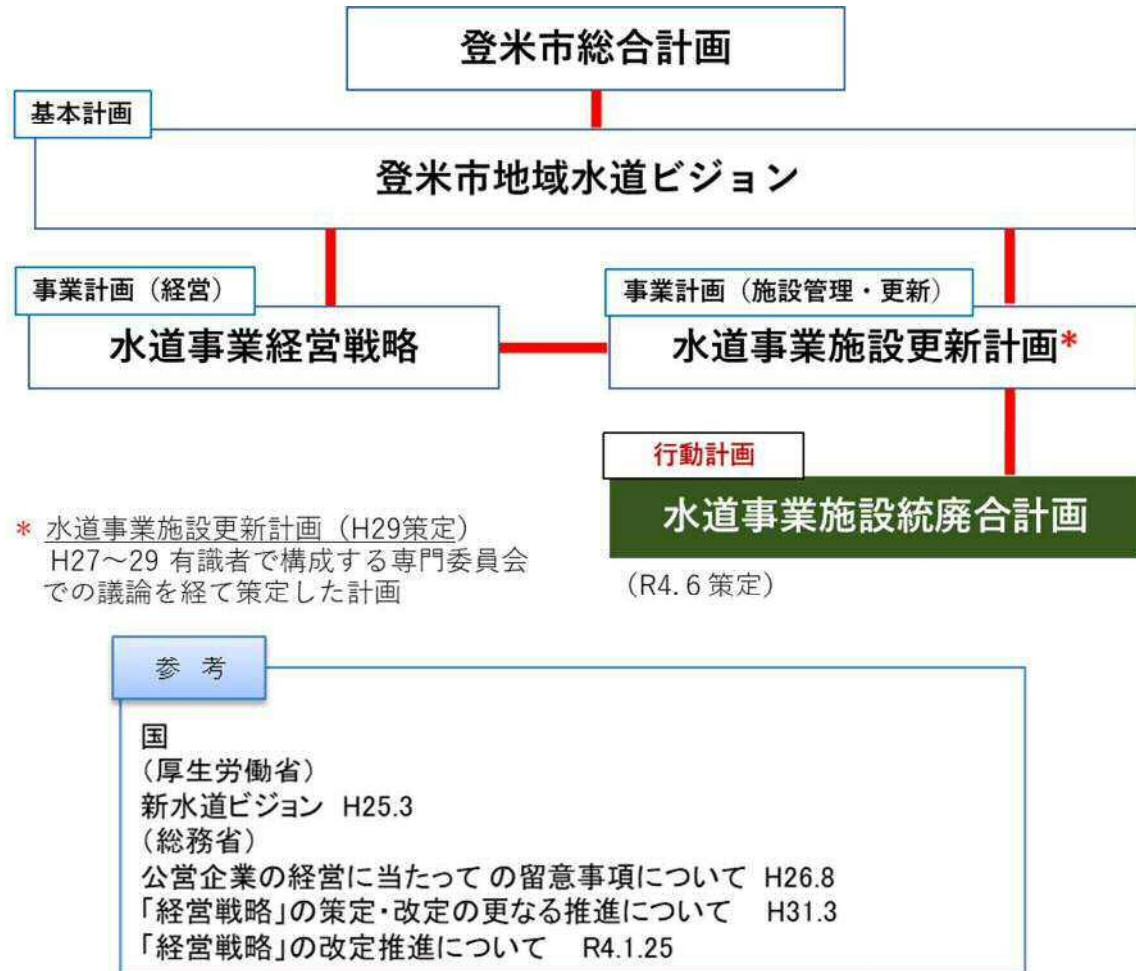 登米市総合計画
基本計画
登米市地域水道ビジョン
事業計画（経営）
水道事業経営戦略
事業計画（施設管理・更新）
水道事業施設更新計画*
行動計画
水道事業施設統廃合計画
（R4.6策定）
* 水道事業施設更新計画（H29策定）
H27～29 有識者で構成する専門委員会
での議論を経て策定した計画
参 考
国
（厚生労働省）
新水道ビジョン H25.3
（総務省）
公営企業の経営に当たって の留意事項について H26.8
「経営戦略」の策定・改定の更なる推進について H31.3
「経営戦略」の改定推進について R4.1.25